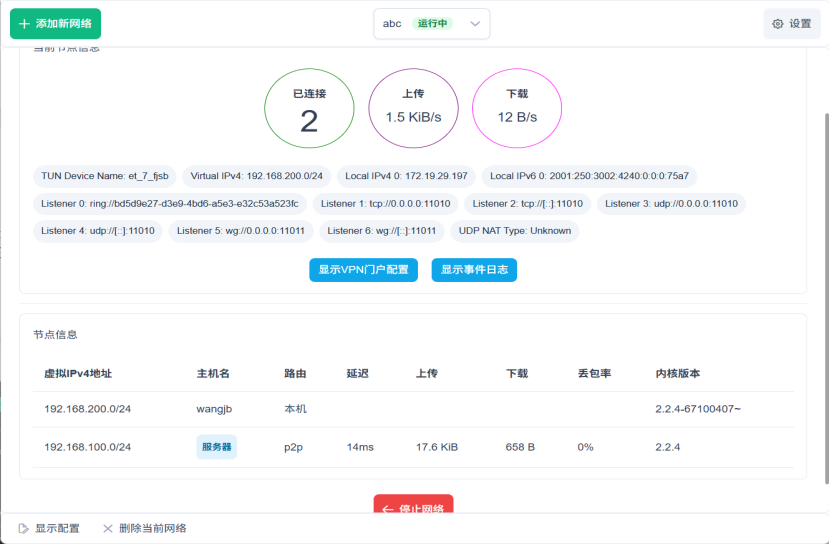 添加新网络
abc 运行中
设置
当前节点信息
已连接 上传 下载
2 1.5 KiB/s 12 B/s
TUN Device Name: et_7_fjsb Virtual IPv4: 192.168.200.0/24 Local IPv4 0: 172.19.29.197 Local IPv6 0: 2001:250:3002:4240:0:0:0:75a7
Listener 0: ring://bd5d9e27-d3e9-4bd6-a5e3-e32c53a523fc Listener 1: tcp://0.0.0.0:11010 Listener 2: tcp://[::]:11010 Listener 3: udp://0.0.0.0:11010
Listener 4: udp://[::]:11010 Listener 5: wg://0.0.0.0:11011 Listener 6: wg://[::]:11011 UDP NAT Type: Unknown
显示VPN门户配置 显示事件日志
节点信息
虚拟IPv4地址 主机名 路由 延迟 上传 下载 丢包率 内核版本
192.168.200.0/24 wangjb 本机 2.2.4-67100407~
192.168.100.0/24 服务器 p2p 14ms 17.6 KiB 658 B 0% 2.2.4
停止网络
显示配置 删除当前网络